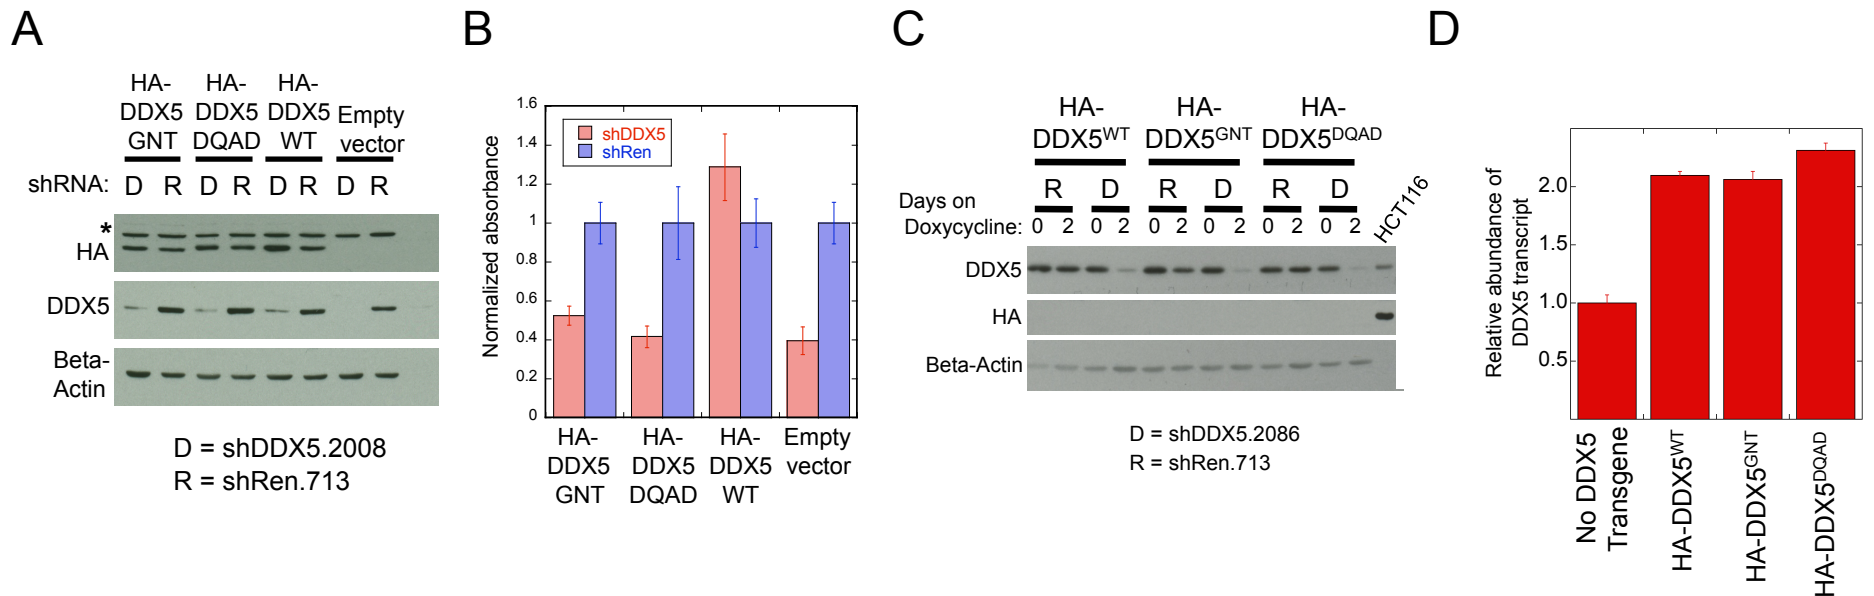 A
HA-
DDX5
GNT
HA-
DDX5
DQAD
HA-
DDX5
WT
Empty
vector
shRNA: D R D R D R D R
*
HA
DDX5
Beta-
Actin
D = shDDX5.2008
R = shRen.713
B
Normalized absorbance
1.6
1.4
1.2
1
0.8
0.6
0.4
0.2
0
shDDX5
shRen
HA-
DDX5
GNT
HA-
DDX5
DQAD
HA-
DDX5
WT
Empty
vector
C
HA-
DDX5WT
HA-
DDX5GNT
HA-
DDX5DQAD
R D R D R D
Days on
Doxycycline: 0 2 0 2 0 2 0 2 0 2 0 2
HCT116
DDX5
HA
Beta-Actin
D = shDDX5.2086
R = shRen.713
D
Relative abundance of
DDX5 transcript
2.0
1.5
1.0
0.5
No DDX5
Transgene
HA-DDX5WT
HA-DDX5GNT
HA-DDX5DQAD